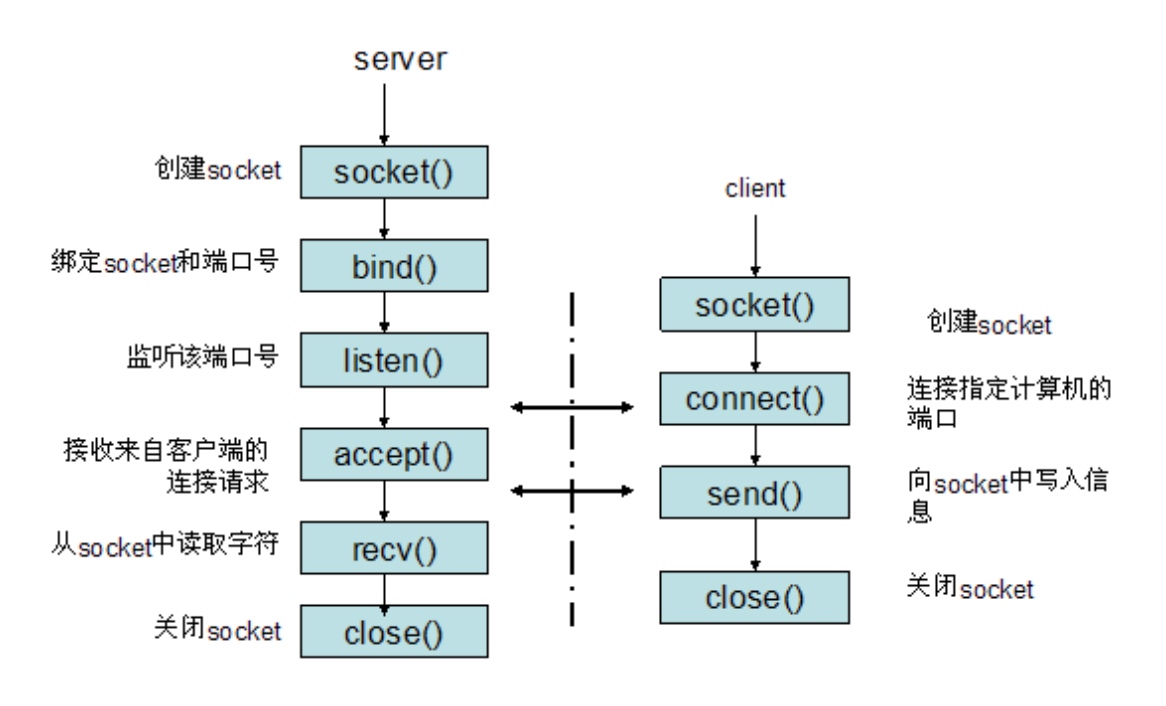 server
创建socket
socket()
绑定socket和端口号
bind()
监听该端口号
listen()
接收来自客户端的
连接请求
accept()
从socket中读取字符
recv()
关闭socket
close()
client
socket()
创建socket
connect()
连接指定计算机的
端口
send()
向socket中写入信
息
close()
关闭socket